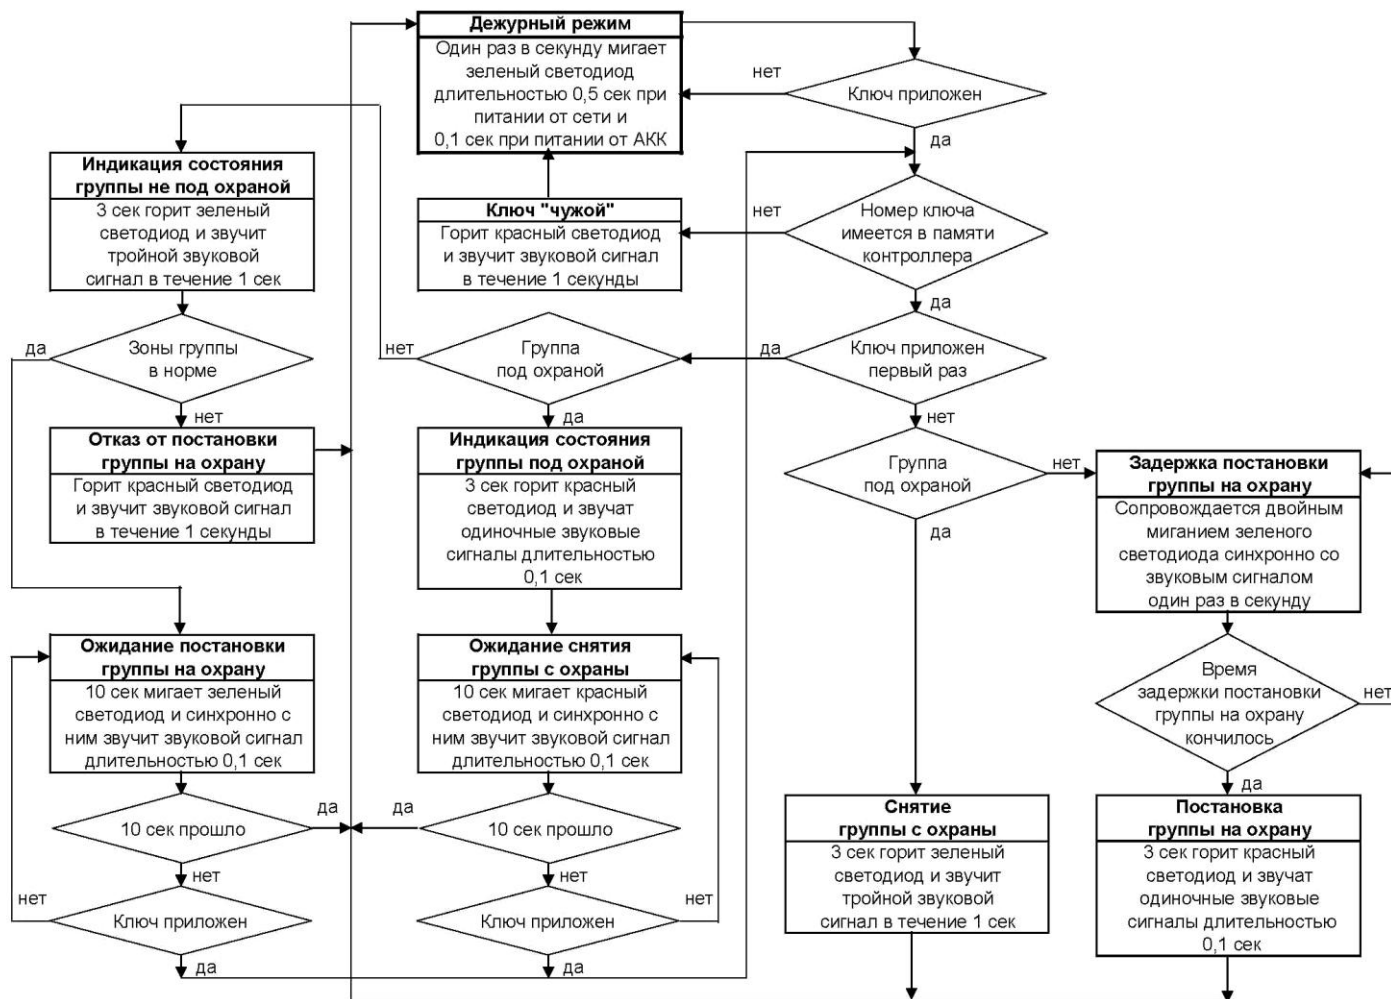 Дежурный режим
Один раз в секунду мигает
зеленый светодиод
длительностью 0,5 сек при
питании от сети и
0,1 сек при питании от АКК
нет
Ключ приложен
да
Индикация состояния
группы не под охраной
3 сек горит зеленый
светодиод и звучит
тройной звуковой
сигнал в течение 1 сек
Ключ "чужой"
Горит красный светодиод
и звучит звуковой сигнал
в течение 1 секунды
нет
Номер ключа
имеется в памяти
контроллера
да
да
Зоны группы
в норме
нет
нет
Группа
под охраной
да
да
Ключ приложен
первый раз
нет
Отказ от постановки
группы на охрану
Горит красный светодиод
и звучит звуковой сигнал
в течение 1 секунды
Индикация состояния
группы под охраной
3 сек горит красный
светодиод и звучат
одиночные звуковые
сигналы длительностью
0,1 сек
Группа
под охраной
нет
да
Задержка постановки
группы на охрану
Сопровождается двойным
миганием зеленого
светодиода синхронно со
звуковым сигналом
один раз в секунду
Ожидание постановки
группы на охрану
10 сек мигает зеленый
светодиод и синхронно с
ним звучит звуковой сигнал
длительностью 0,1 сек
Ожидание снятия
группы с охраны
10 сек мигает красный
светодиод и синхронно с
ним звучит звуковой сигнал
длительностью 0,1 сек
Время
задержки постановки
группы на охрану
кончилось
нет
да
10 сек прошло
да
нет
да
10 сек прошло
нет
Снятие
группы с охраны
3 сек горит зеленый
светодиод и звучит
тройной звуковой
сигнал в течение 1 сек
Постановка
группы на охрану
3 сек горит красный
светодиод и звучат
одиночные звуковые
сигналы длительностью
0,1 сек
нет
Ключ приложен
да
Ключ приложен
нет
да